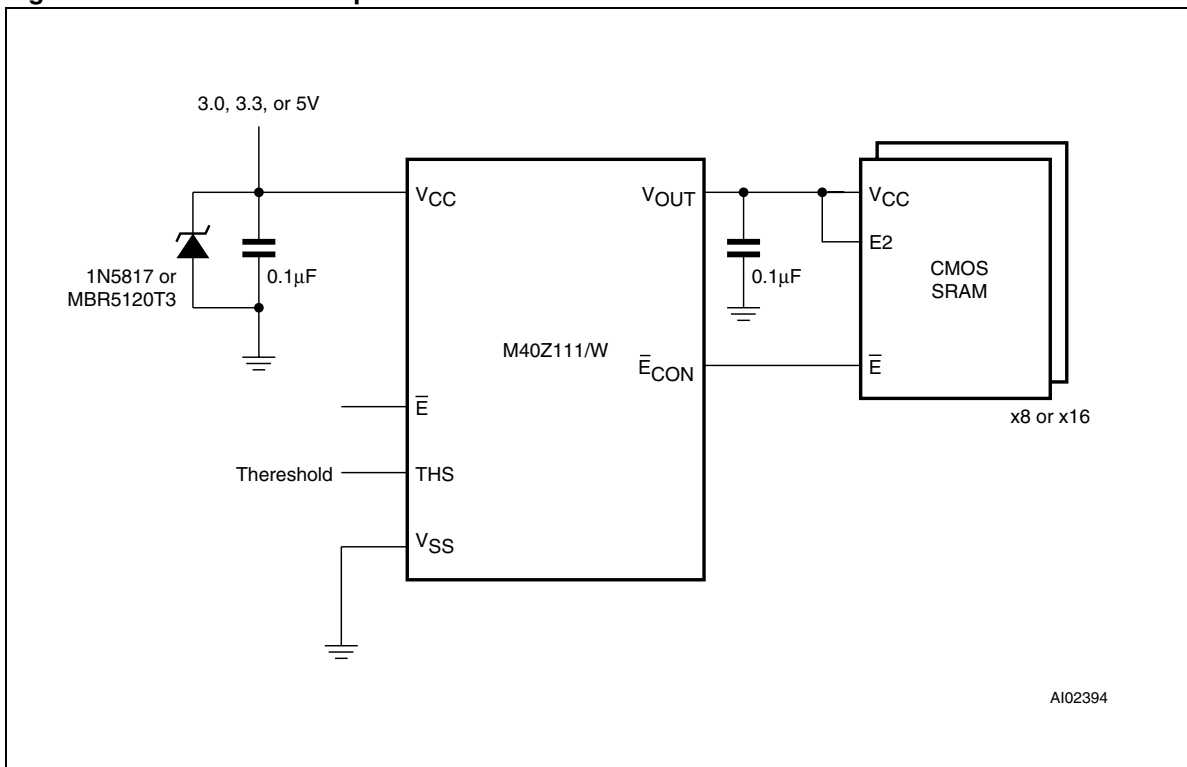 3.0, 3.3, or 5V
VCC
VOUT
VCC
E2
1N5817 or
MBR5120T3
0.1μF
0.1μF
CMOS
SRAM
M40Z111/W
E̅CON
E̅
x8 or x16
E̅
Thereshold
THS
VSS
AI02394